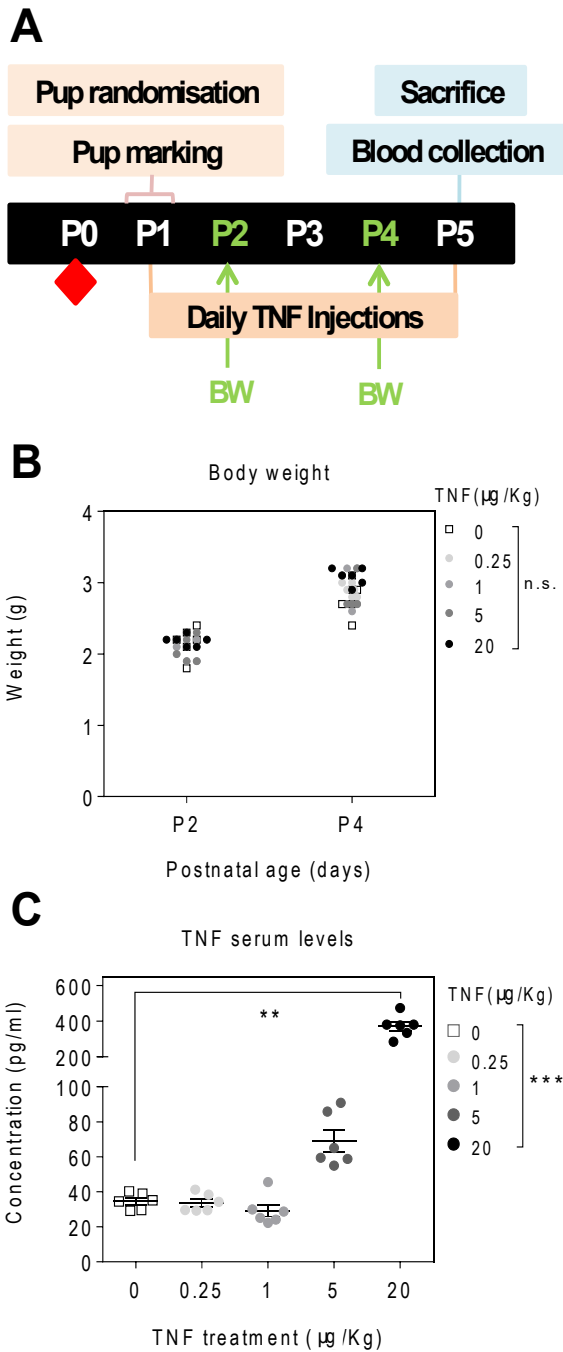 A
Pup randomisation
Sacrifice
Pup marking
Blood collection
P0 P1 P2 P3 P4 P5
Daily TNF Injections
BW BW
B
Body weight
TNF(µg/Kg)
0
0.25
1
5
20
n.s.
4
3
2
1
0
Weight (g)
P2 P4
Postnatal age (days)
C
TNF serum levels
TNF(µg/Kg)
0
0.25
1
5
20
***
**
600
400
200
100
80
60
40
20
0
Concentration (pg/ml)
0 0.25 1 5 20
TNF treatment (µg/Kg)